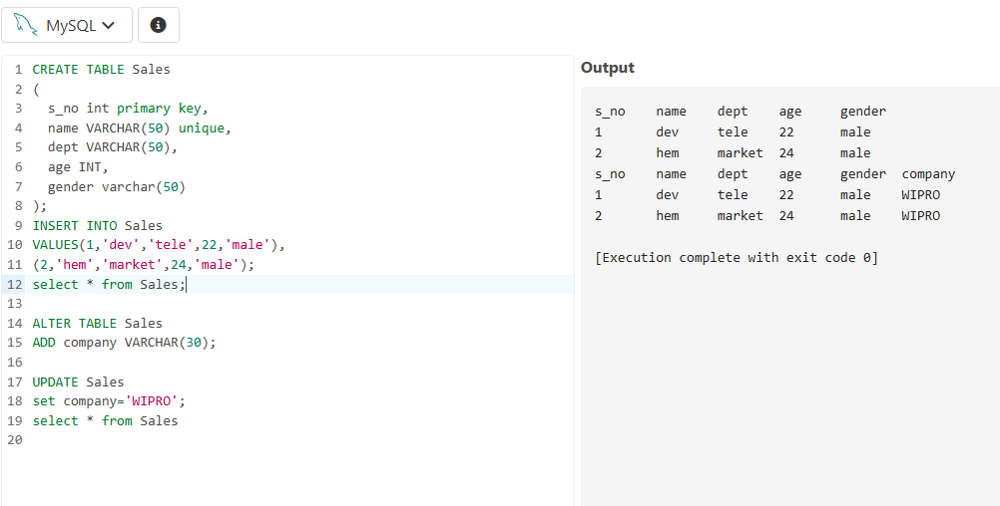 MySQL
CREATE TABLE Sales
(
s_no int primary key,
name VARCHAR(50) unique,
dept VARCHAR(50),
age INT,
gender varchar(50)
);
INSERT INTO Sales
VALUES(1,'dev','tele',22,'male'),
(2,'hem','market',24,'male');
select * from Sales;
ALTER TABLE Sales
ADD company VARCHAR(30);
UPDATE Sales
set company='WIPRO';
select * from Sales
1
2
3
4
5
6
7
8
9
10
11
12
13
14
15
16
17
18
19
20
Output
s_no name dept age gender
1 dev tele 22 male
2 hem market 24 male
s_no name dept age gender company
1 dev tele 22 male WIPRO
2 hem market 24 male WIPRO
[Execution complete with exit code 0]